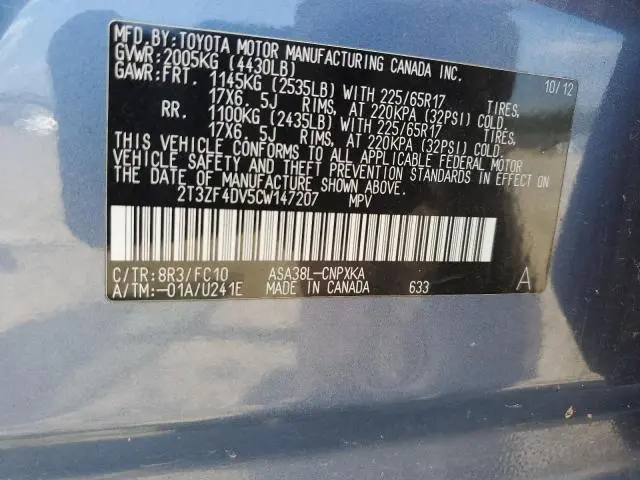 MFD.BY:TOYOTA MOTOR MANUFACTURING CANADA INC.
GVWR:2005KG (4430LB) 10/12
GAWR:FRT. 1145KG (2535LB) WITH 225/65R17 TIRES,
17X6. 5J RIMS, AT 220KPA (32PSI) COLD
RR. 1100KG (2435LB) WITH 225/65R17 TIRES,
17X6. 5J RIMS, AT 220KPA (32PSI) COLD.
THIS VEHICLE CONFORMS TO ALL APPLICABLE FEDERAL MOTOR
VEHICLE SAFETY AND THEFT PREVENTION STANDARDS IN EFFECT ON
THE DATE OF MANUFACTURE SHOWN ABOVE.
2T3ZF4DV5CW147207 MPV
C/TR:8R3/FC10 ASA38L-CNPXKA
A/TM:-01A/U241E MADE IN CANADA 633 A